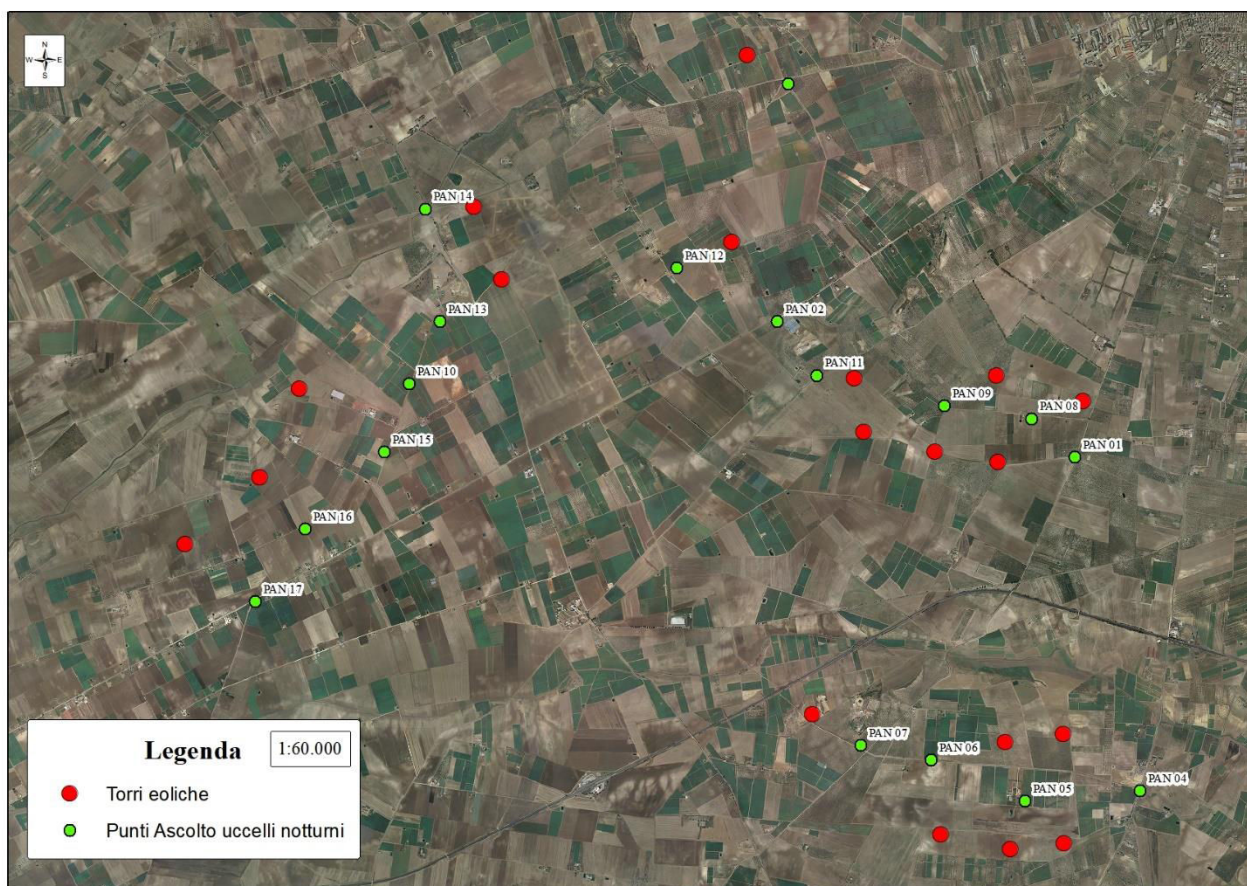 N
W E
S
PAN 14
PAN 12
PAN 13
PAN 02
PAN 11
PAN 10
PAN 09
PAN 08
PAN 15
PAN 01
PAN 16
PAN 17
PAN 07
PAN 06
PAN 04
PAN 05
Legenda
1:60.000
Torri eoliche
Punti Ascolto uccelli notturni